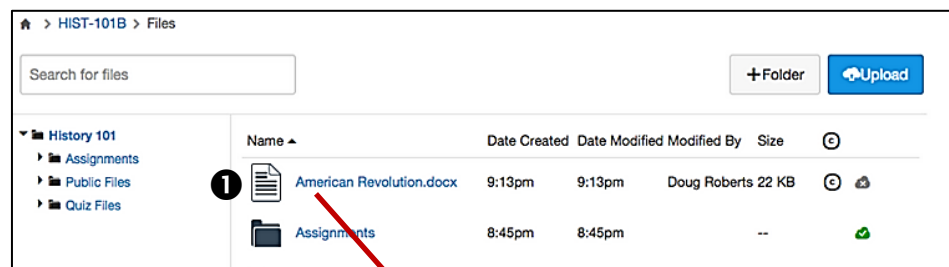 > HIST-101B > Files
Search for files
+Folder
Upload
History 101
Assignments
Public Files
Quiz Files
Name Date Created Date Modified Modified By Size ©
1 American Revolution.docx 9:13pm 9:13pm Doug Roberts 22 KB ©
Assignments 8:45pm 8:45pm --